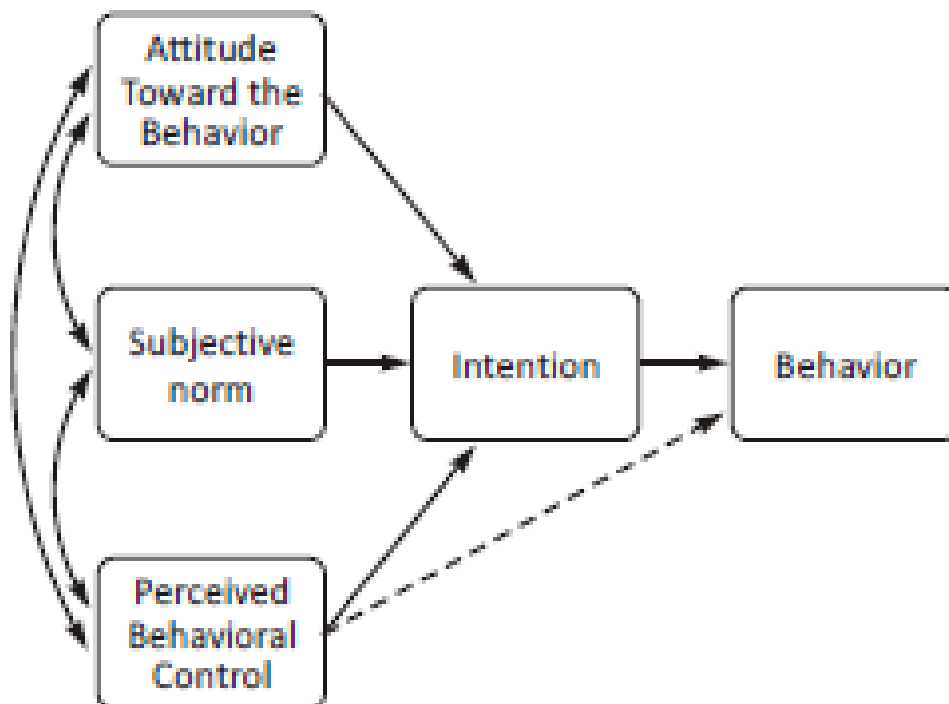 Attitude
Toward the
Behavior
Subjective
norm
Intention
Behavior
Perceived
Behavioral
Control